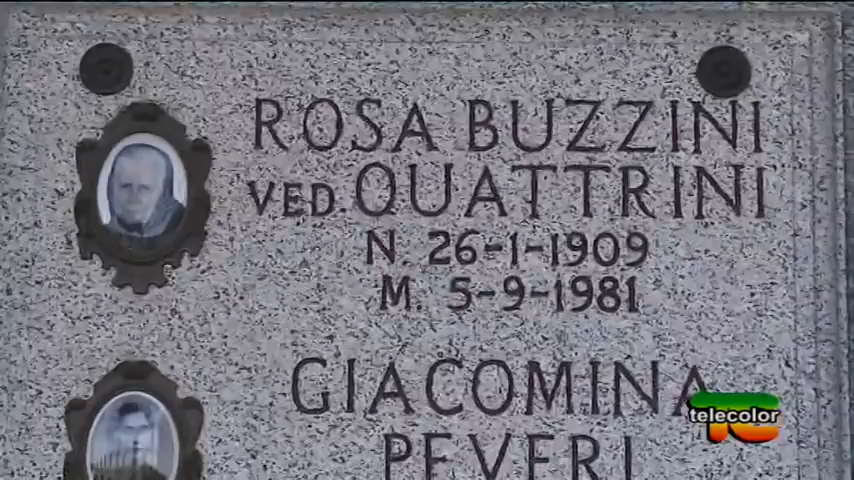 ROSA BUZZINI
VED. QUATTRINI
N. 26-1-1909
M. 5-9-1981
GIACOMINA
PEVERI
telecolor